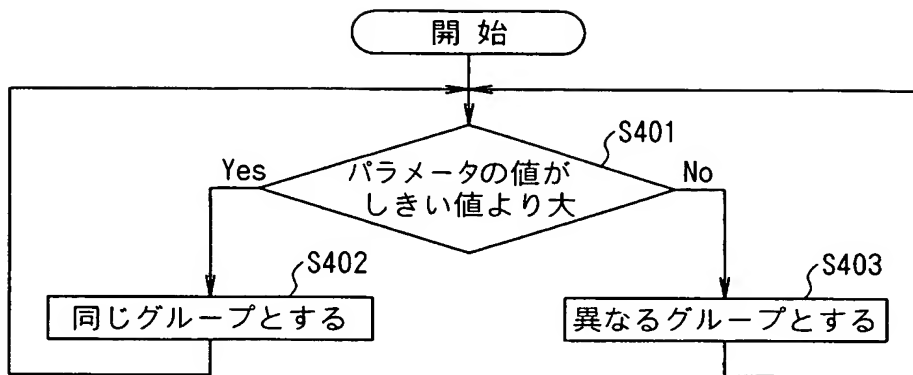 開始
S401
Yes
パラメータの値が
しきい値より大
No
S402
同じグループとする
S403
異なるグループとする